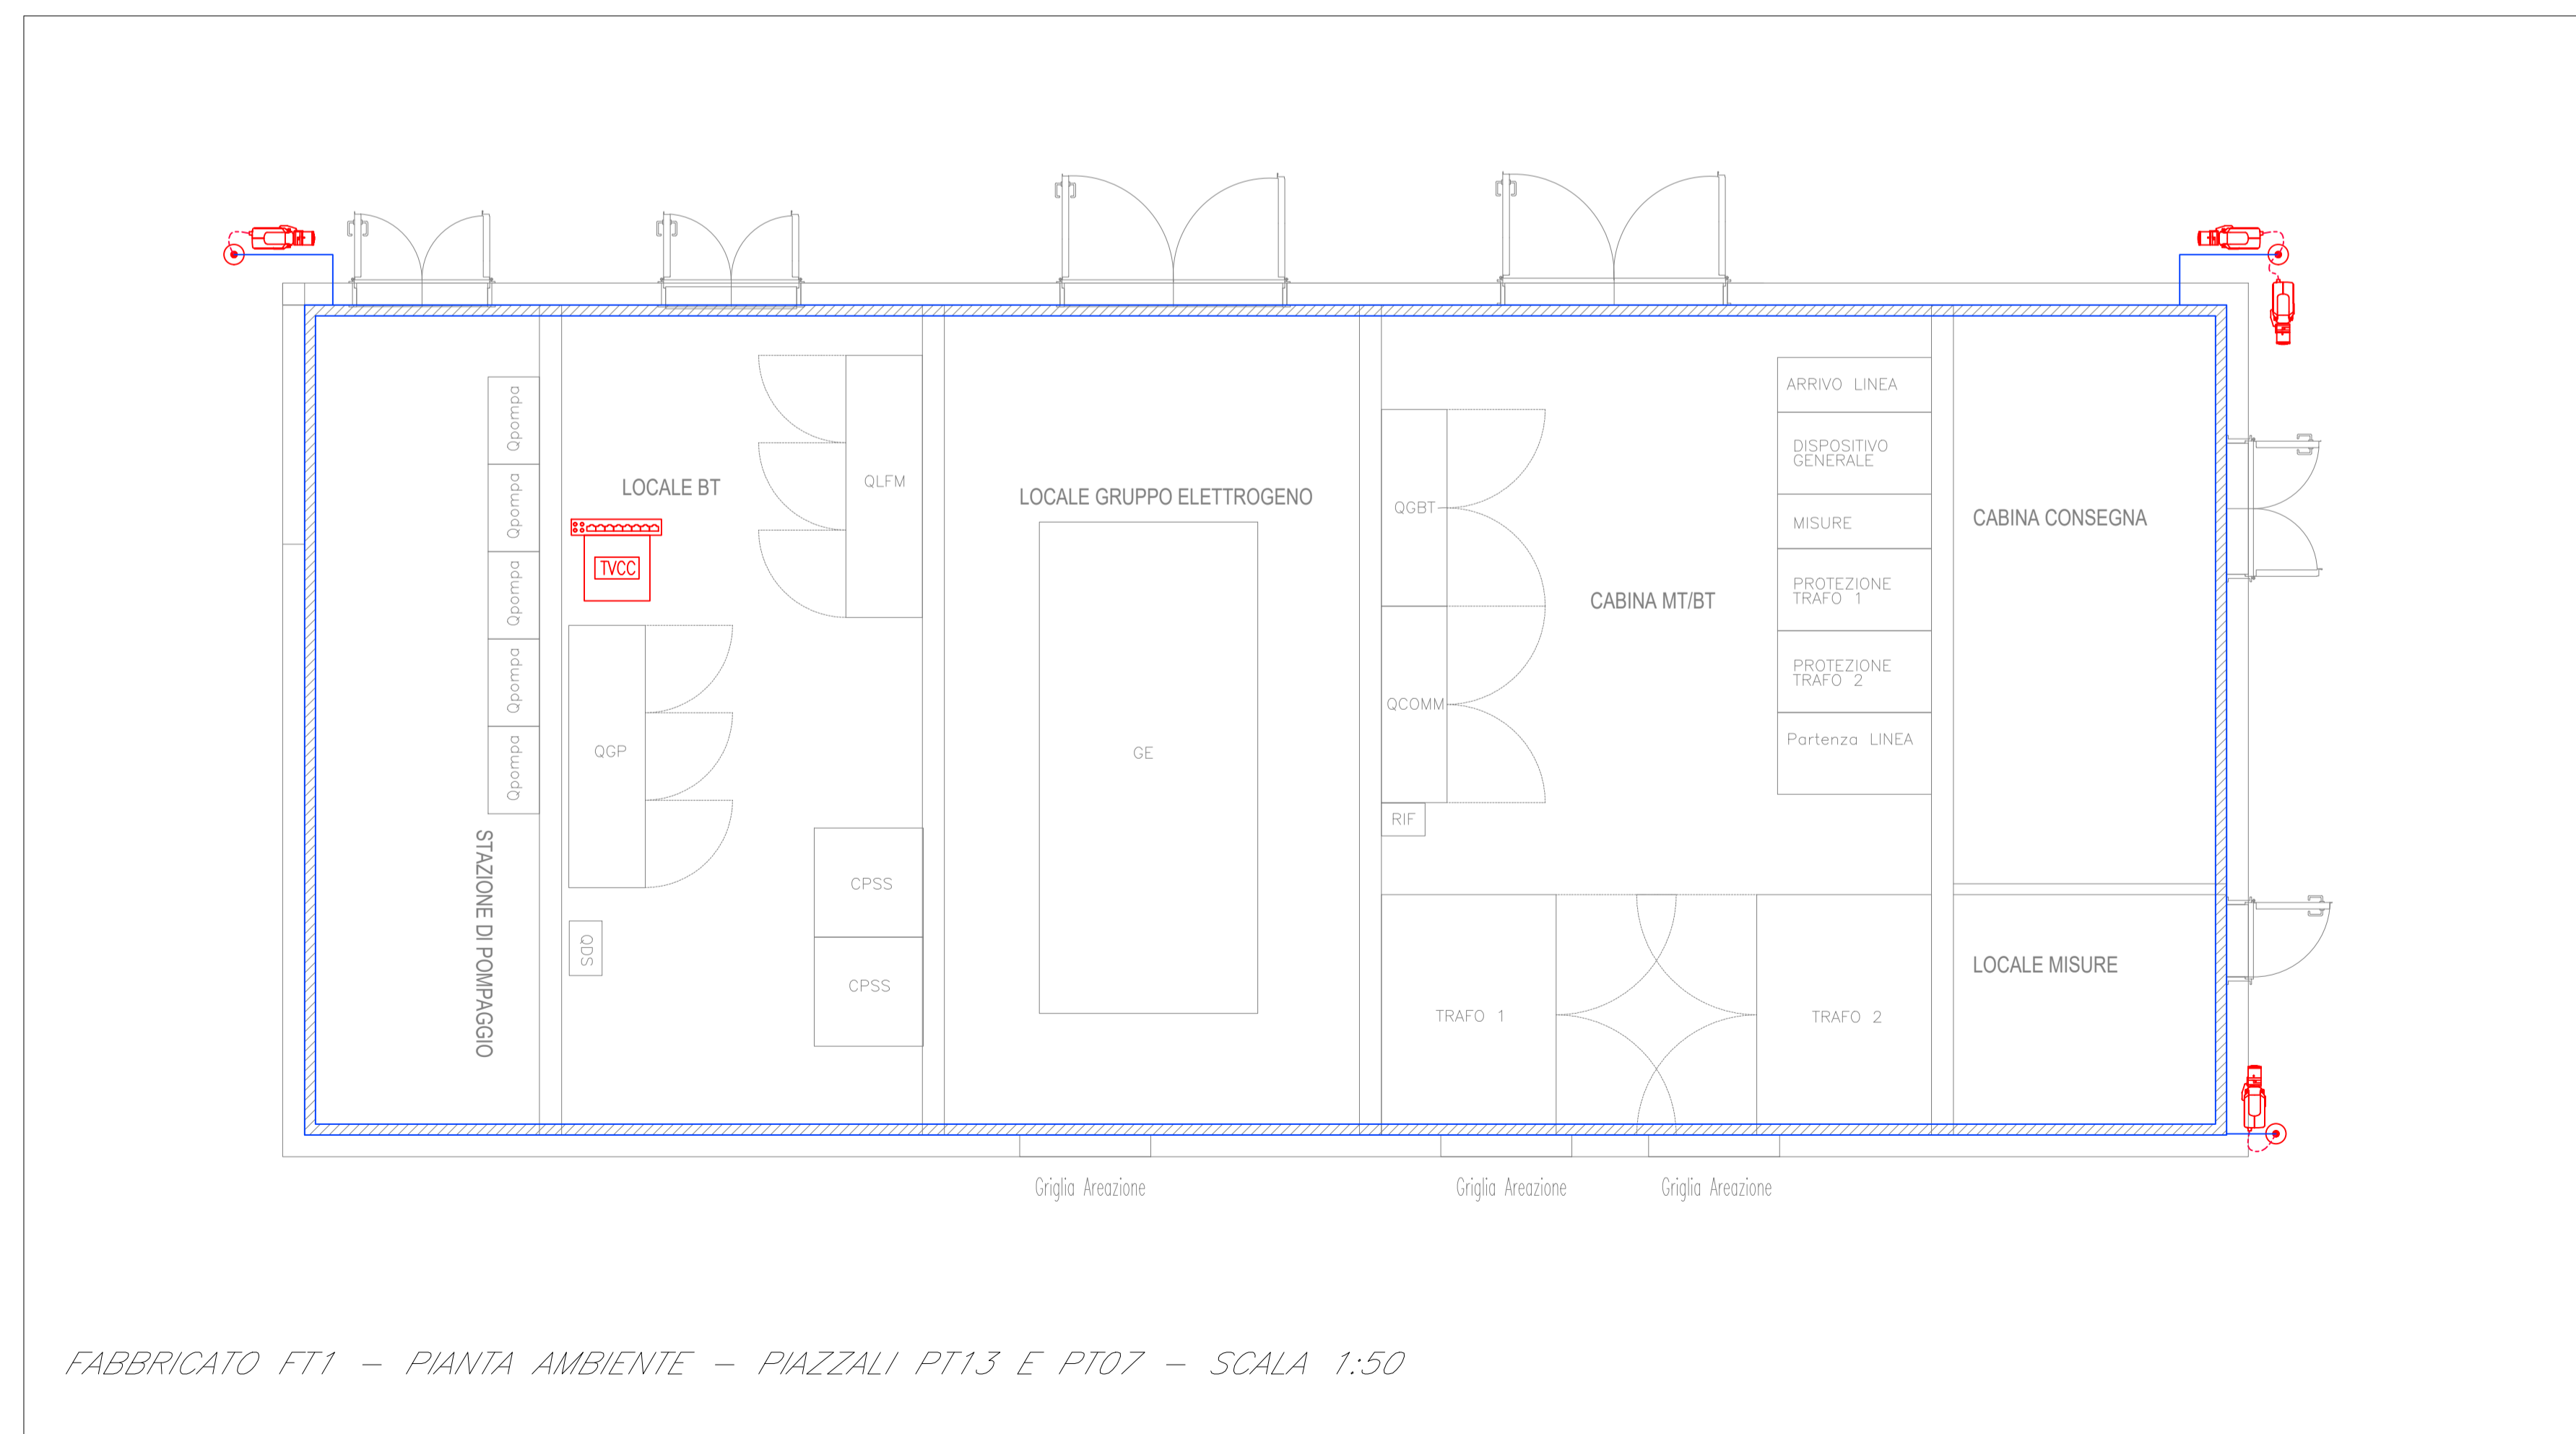 Qpompa
Qpompa
Qpompa
Qpompa
Qpompa
STAZIONE DI POMPAGGIO
LOCALE BT
TVCC
QLFM
QGP
QDS
CPSS
CPSS
LOCALE GRUPPO ELETTROGENO
GE
QGBT
QCOMM
RIF
CABINA MT/BT
ARRIVO LINEA
DISPOSITIVO
GENERALE
MISURE
PROTEZIONE
TRAFO 1
PROTEZIONE
TRAFO 2
Partenza LINEA
TRAFO 1
TRAFO 2
CABINA CONSEGNA
LOCALE MISURE
Griglia Areazione
Griglia Areazione
Griglia Areazione
FABBRICATO FT1 – PIANTA AMBIENTE – PIAZZALI PT13 E PT07 – SCALA 1:50